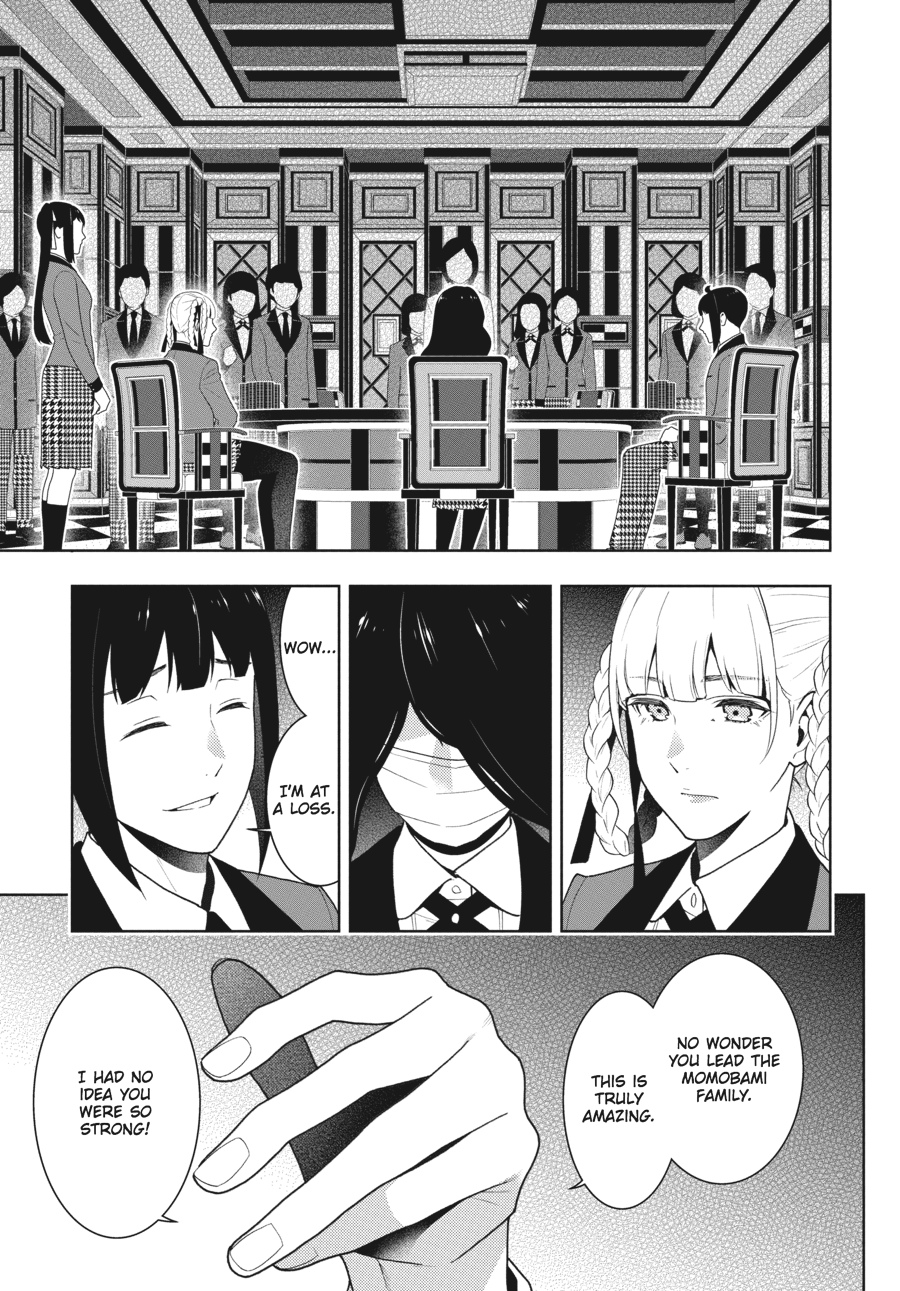 WOW...
I'M AT
A LOSS.
NO WONDER
YOU LEAD THE
MOMOBAMI
FAMILY.
THIS IS
TRULY
AMAZING.
I HAD NO
IDEA YOU
WERE SO
STRONG!